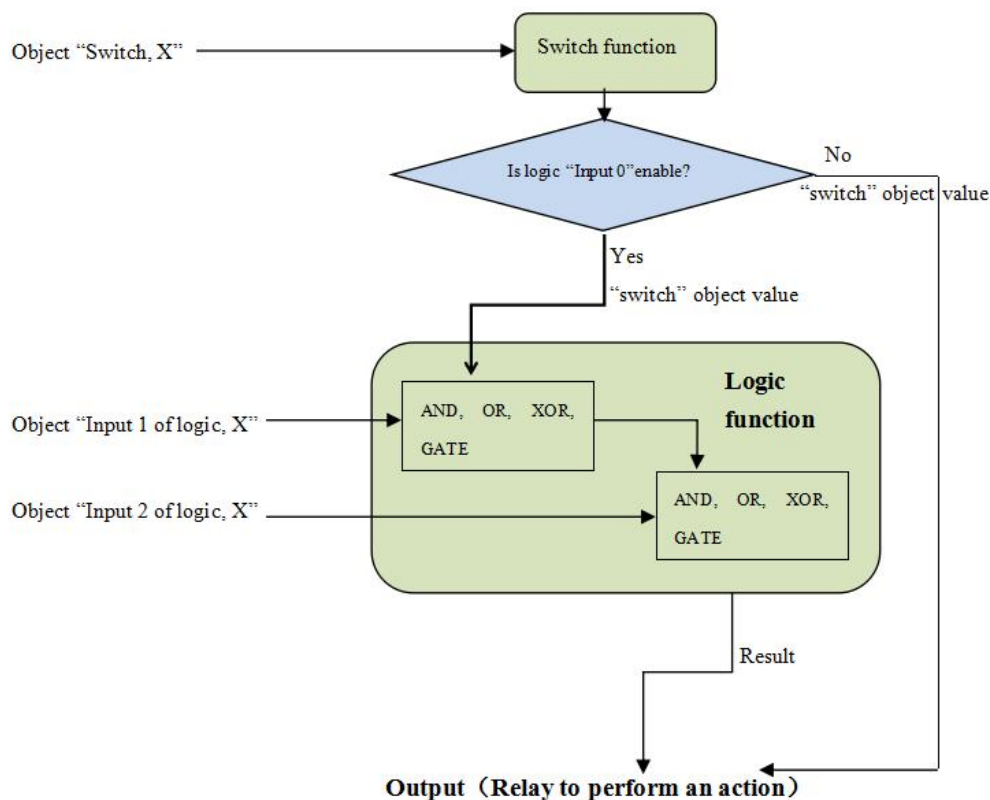 Switch function
Object “Switch, X”
Is logic “Input 0”enable?
No
“switch” object value
Yes
“switch” object value
Logic
function
AND, OR, XOR,
GATE
Object “Input 1 of logic, X”
AND, OR, XOR,
GATE
Object “Input 2 of logic, X”
Result
Output（Relay to perform an action）